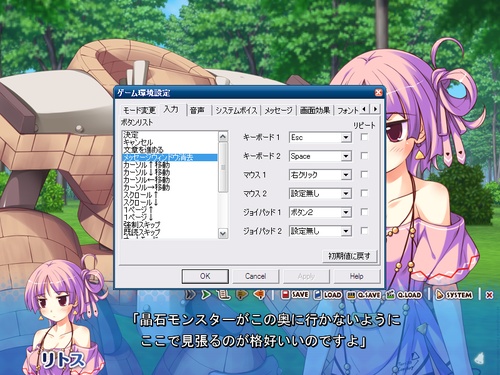 ゲーム環境設定
モード変更 入力 音声 システムボイス メッセージ 画面効果 フォント
ボタンリスト
リピート
決定
キャンセル
文章を進める
メッセージウィンドウ消去
カーソル↑移動
カーソル↓移動
カーソル←移動
カーソル→移動
スクロール↑
スクロール↓
1ページ↑
1ページ↓
強制スキップ
既読スキップ
キーボード 1 Esc
キーボード 2 Space
マウス 1 右クリック
マウス 2 設定無し
ジョイパッド 1 ボタン2
ジョイパッド 2 設定無し
初期値に戻す
OK Cancel Apply Help
SAVE LOAD Q.SAVE Q.LOAD SYSTEM
「晶石モンスターがこの奥に行かないように
ここで見張るのが格好いいのですよ」
リトス